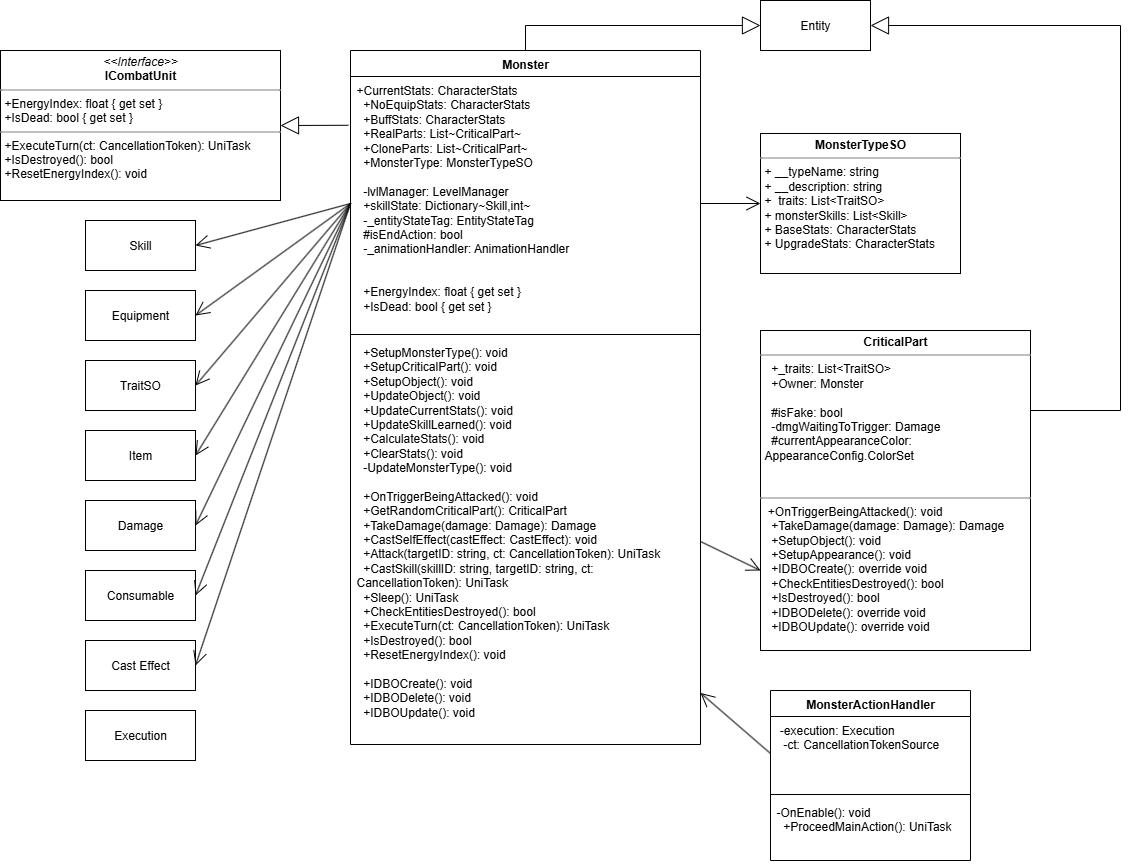 Entity
<<Interface>>
ICombatUnit
+EnergyIndex: float { get set }
+IsDead: bool { get set }
+ExecuteTurn(ct: CancellationToken): UniTask
+IsDestroyed(): bool
+ResetEnergyIndex(): void
Skill
Equipment
TraitSO
Item
Damage
Consumable
Cast Effect
Execution
Monster
+CurrentStats: CharacterStats
+NoEquipStats: CharacterStats
+BuffStats: CharacterStats
+RealParts: List~CriticalPart~
+CloneParts: List~CriticalPart~
+MonsterType: MonsterTypeSO
-lvlManager: LevelManager
+skillState: Dictionary~Skill,int~
-_entityStateTag: EntityStateTag
#isEndAction: bool
-_animationHandler: AnimationHandler
+EnergyIndex: float { get set }
+IsDead: bool { get set }
+SetupMonsterType(): void
+SetupCriticalPart(): void
+SetupObject(): void
+UpdateObject(): void
+UpdateCurrentStats(): void
+UpdateSkillLearned(): void
+CalculateStats(): void
+ClearStats(): void
-UpdateMonsterType(): void
+OnTriggerBeingAttacked(): void
+GetRandomCriticalPart(): CriticalPart
+TakeDamage(damage: Damage): Damage
+CastSelfEffect(castEffect: CastEffect): void
+Attack(targetID: string, ct: CancellationToken): UniTask
+CastSkill(skillID: string, targetID: string, ct:
CancellationToken): UniTask
+Sleep(): UniTask
+CheckEntitiesDestroyed(): bool
+ExecuteTurn(ct: CancellationToken): UniTask
+IsDestroyed(): bool
+ResetEnergyIndex(): void
+IDBOCreate(): void
+IDBODelete(): void
+IDBOUpdate(): void
MonsterTypeSO
+ __typeName: string
+ __description: string
+  traits: List<TraitSO>
+ monsterSkills: List<Skill>
+ BaseStats: CharacterStats
+ UpgradeStats: CharacterStats
CriticalPart
+_traits: List<TraitSO>
+Owner: Monster
#isFake: bool
-dmgWaitingToTrigger: Damage
#currentAppearanceColor:
AppearanceConfig.ColorSet
+OnTriggerBeingAttacked(): void
+TakeDamage(damage: Damage): Damage
+SetupObject(): void
+SetupAppearance(): void
+IDBOCreate(): override void
+CheckEntitiesDestroyed(): bool
+IsDestroyed(): bool
+IDBODelete(): override void
+IDBOUpdate(): override void
MonsterActionHandler
-execution: Execution
-ct: CancellationTokenSource
-OnEnable(): void
+ProceedMainAction(): UniTask